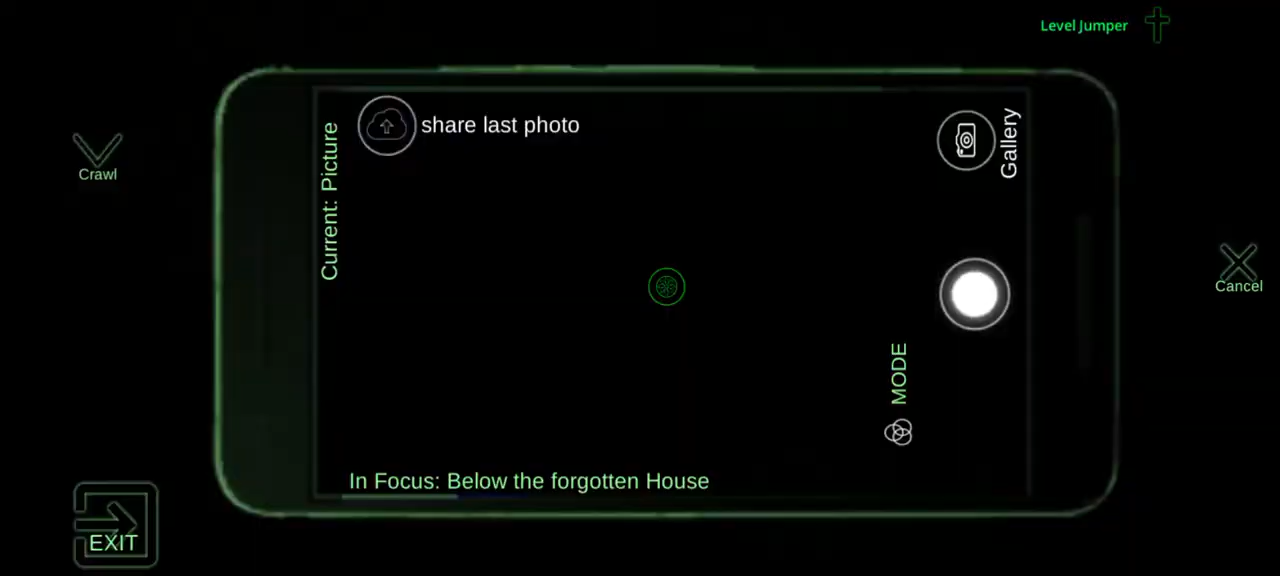 Level Jumper
share last photo
Gallery
Current: Picture
Crawl
Cancel
MODE
In Focus: Below the forgotten House
EXIT